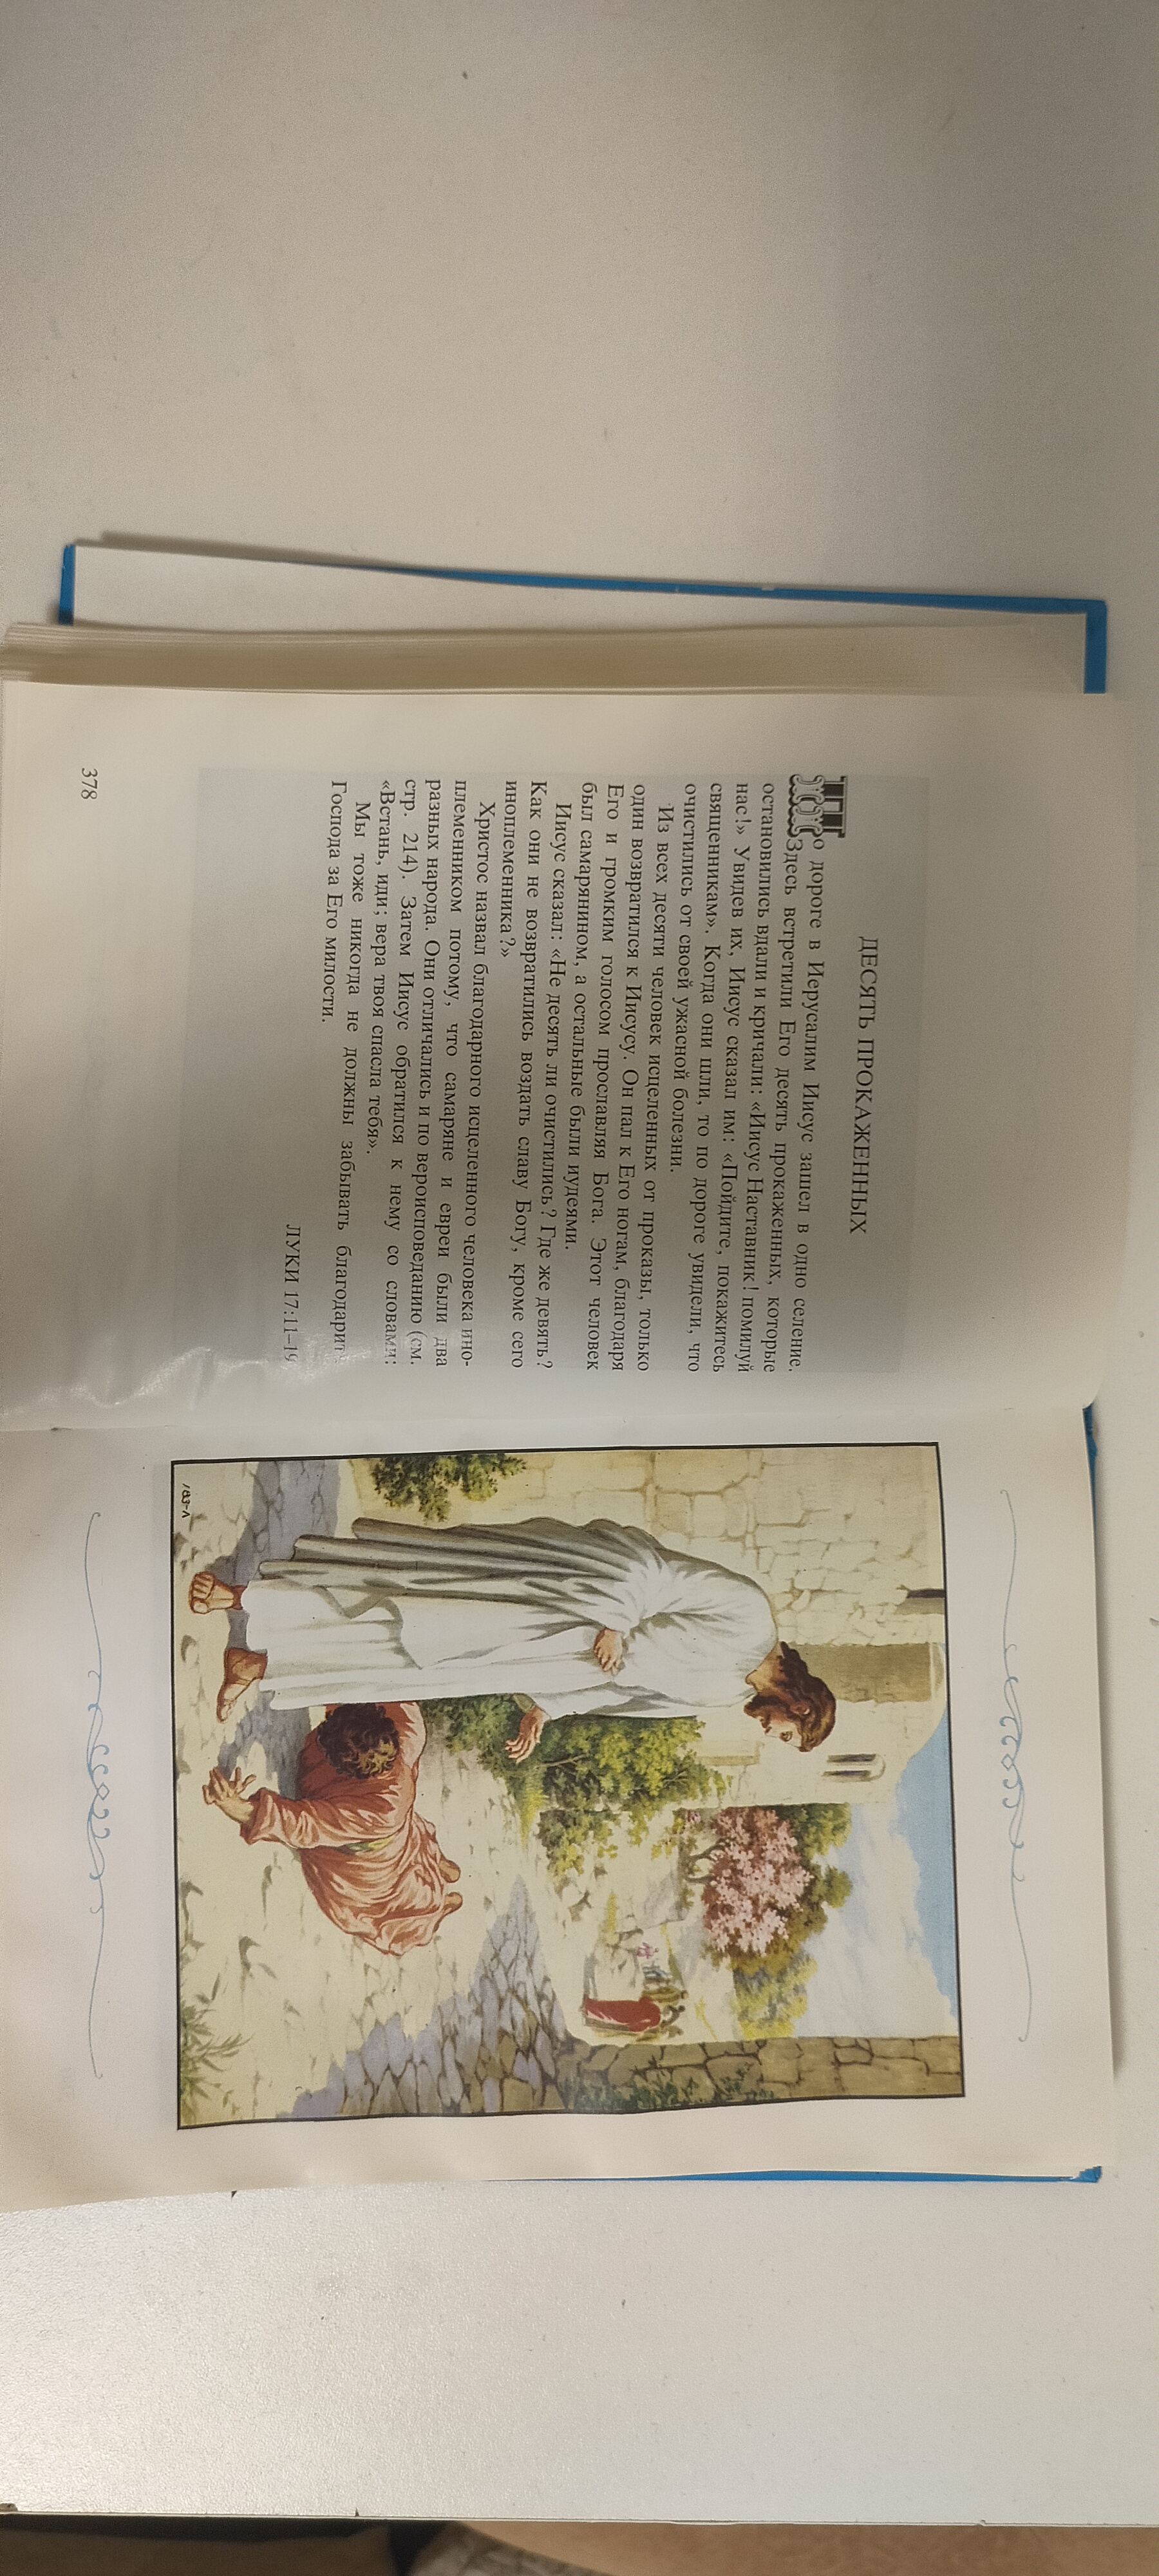 ДЕСЯТЬ ПРОКАЖЕННЫХ
По дороге в Иерусалим Иисус зашел в одно селение.
Здесь встретили Его десять прокаженных, которые
остановились вдали и кричали: «Иисус Наставник! помилуй
нас!» Увидев их, Иисус сказал им: «Пойдите, покажитесь
священникам». Когда они шли, то по дороге увидели, что
очистились от своей ужасной болезни.
Из всех десяти человек исцеленных от проказы, только
один возвратился к Иисусу. Он пал к Его ногам, благодаря
Его и громким голосом прославляя Бога. Этот человек
был самарянином, а остальные были иудеями.
Иисус сказал: «Не десять ли очистились? Где же девять?
Как они не возвратились воздать славу Богу, кроме сего
иноплеменника?»
Христос назвал благодарного исцеленного человека ино-
племенником потому, что самаряне и евреи были два
разных народа. Они отличались и по вероисповеданию (см.
стр. 214). Затем Иисус обратился к нему со словами:
«Встань, иди; вера твоя спасла тебя».
Мы тоже никогда не должны забывать благодарит
Господа за Его милости.
ЛУКИ 17:11–19
378